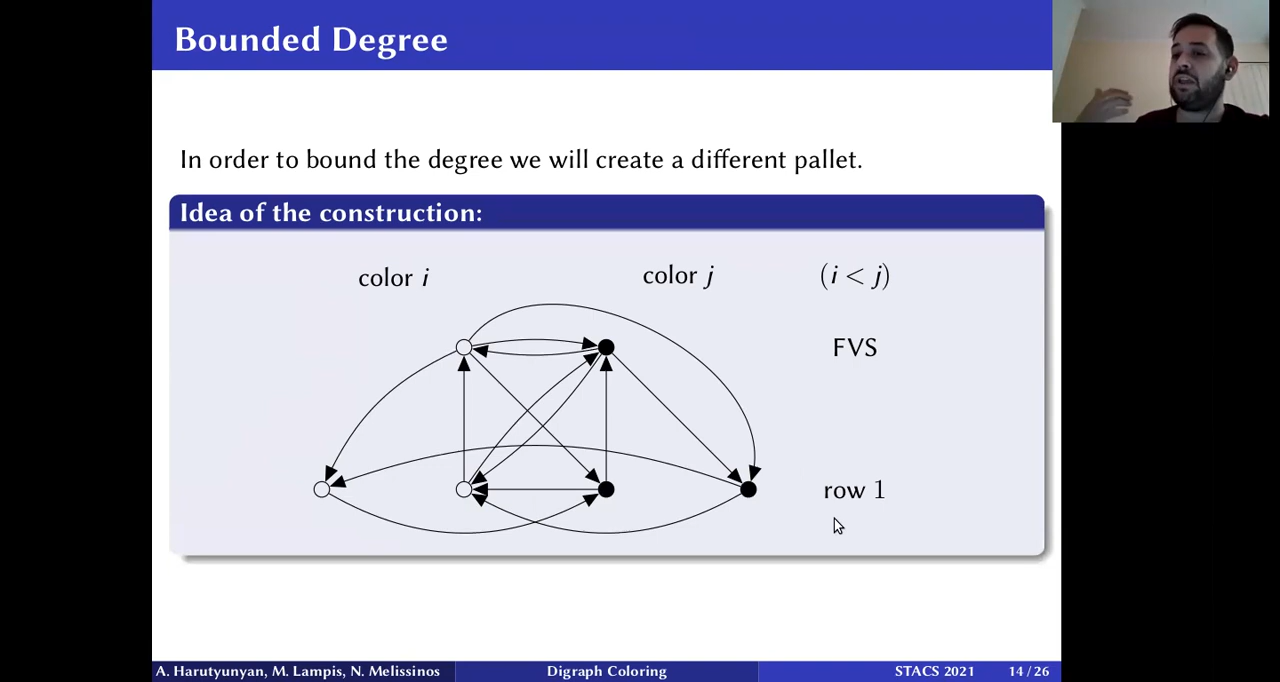 Bounded Degree
In order to bound the degree we will create a different pallet.
Idea of the construction:
color i color j (i < j)
FVS
row 1
A. Harutyunyan, M. Lampis, N. Melissinos Digraph Coloring STACS 2021 14 / 26